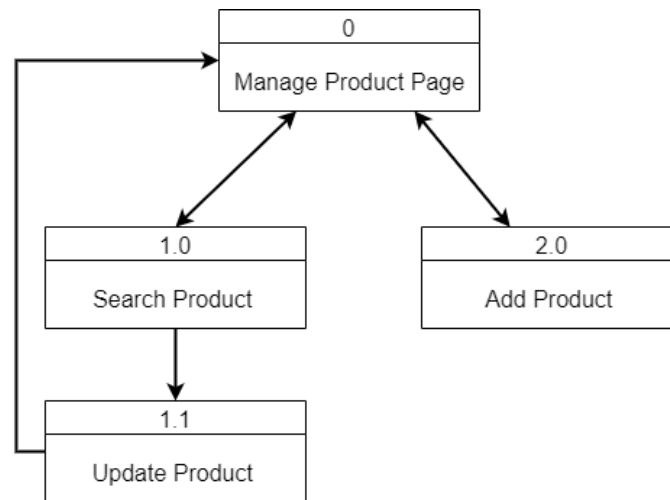 0
Manage Product Page
1.0
Search Product
2.0
Add Product
1.1
Update Product